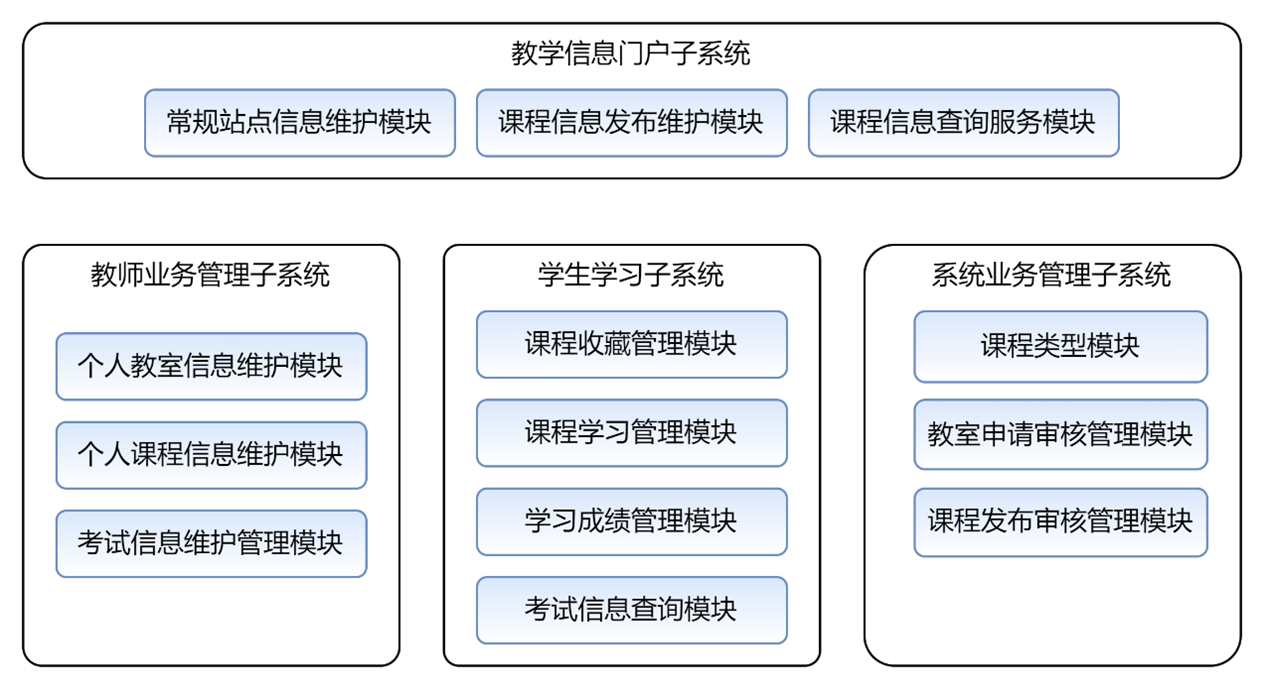 教学信息门户子系统
常规站点信息维护模块
课程信息发布维护模块
课程信息查询服务模块
教师业务管理子系统
个人教室信息维护模块
个人课程信息维护模块
考试信息维护管理模块
学生学习子系统
课程收藏管理模块
课程学习管理模块
学习成绩管理模块
考试信息查询模块
系统业务管理子系统
课程类型模块
教室申请审核管理模块
课程发布审核管理模块